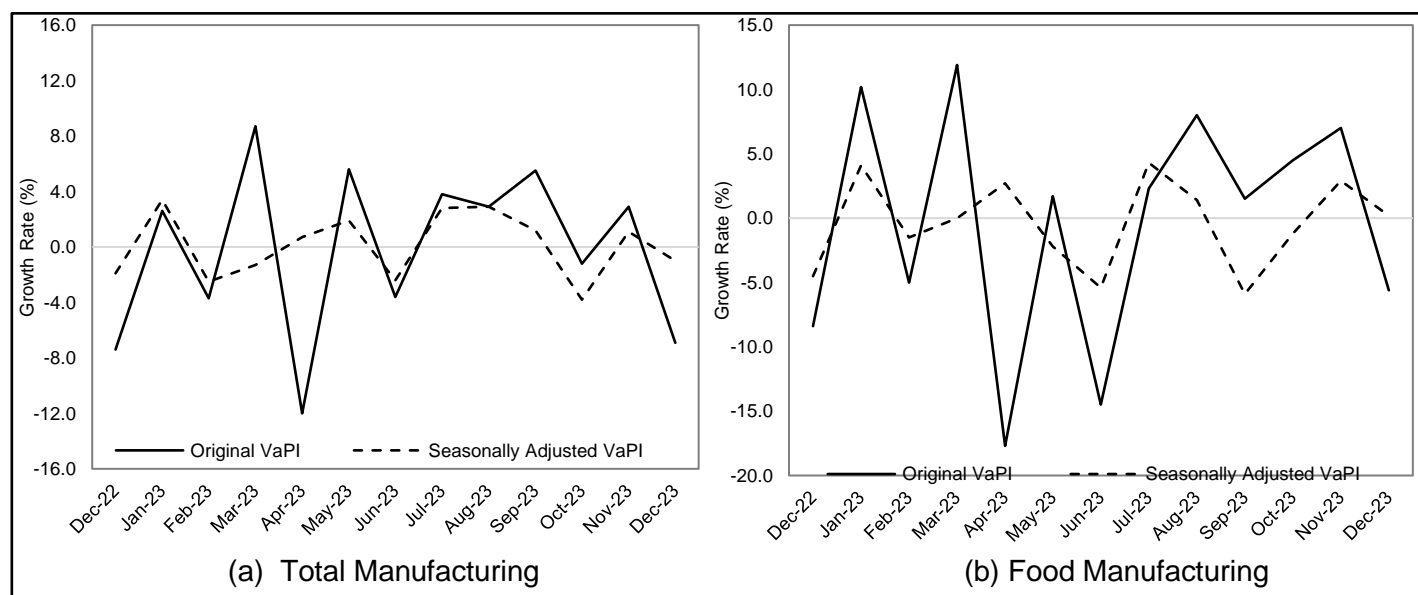 16.0
12.0
8.0
4.0
0.0
-4.0
-8.0
-12.0
-16.0
Growth Rate (%)
Original VaPI
Seasonally Adjusted VaPI
Dec-22
Jan-23
Feb-23
Mar-23
Apr-23
May-23
Jun-23
Jul-23
Aug-23
Sep-23
Oct-23
Nov-23
Dec-23
(a) Total Manufacturing
15.0
10.0
5.0
0.0
-5.0
-10.0
-15.0
-20.0
Growth Rate (%)
Original VaPI
Seasonally Adjusted VaPI
Dec-22
Jan-23
Feb-23
Mar-23
Apr-23
May-23
Jun-23
Jul-23
Aug-23
Sep-23
Oct-23
Nov-23
Dec-23
(b) Food Manufacturing